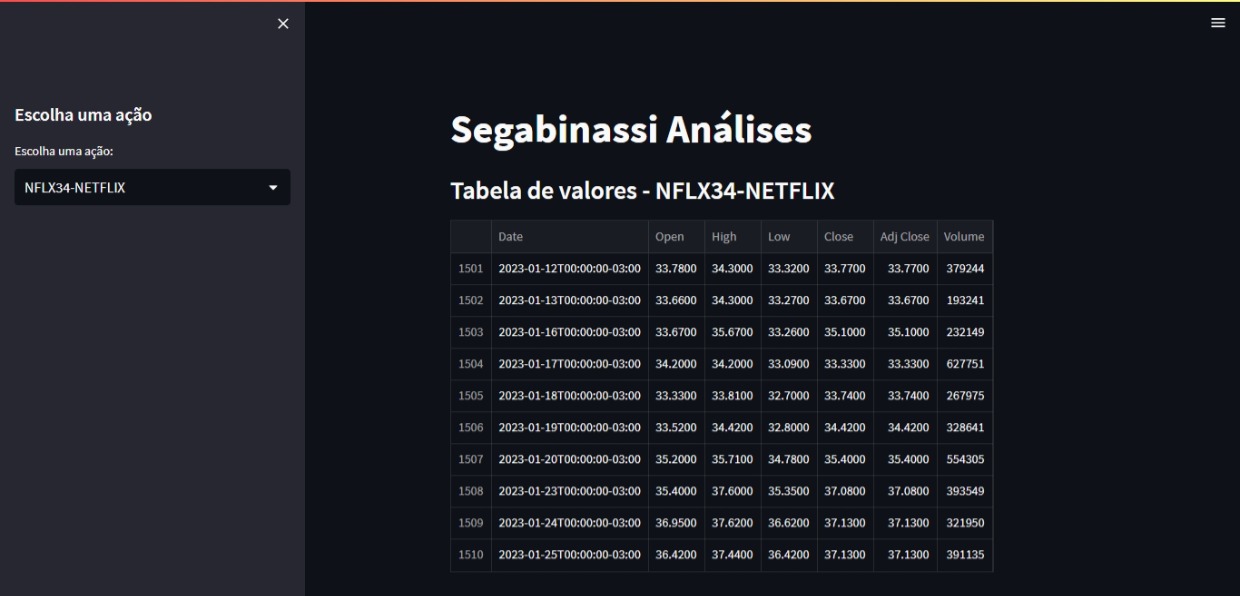 Escolha uma ação
Escolha uma ação:
NFLX34-NETFLIX
Segabinassi Análises
Tabela de valores - NFLX34-NETFLIX
Date Open High Low Close Adj Close Volume
1501 2023-01-12T00:00:00-03:00 33.7800 34.3000 33.3200 33.7700 33.7700 379244
1502 2023-01-13T00:00:00-03:00 33.6600 34.3000 33.2700 33.6700 33.6700 193241
1503 2023-01-16T00:00:00-03:00 33.6700 35.6700 33.2600 35.1000 35.1000 232149
1504 2023-01-17T00:00:00-03:00 34.2000 34.2000 33.0900 33.3300 33.3300 627751
1505 2023-01-18T00:00:00-03:00 33.3300 33.8100 32.7000 33.7400 33.7400 267975
1506 2023-01-19T00:00:00-03:00 33.5200 34.4200 32.8000 34.4200 34.4200 328641
1507 2023-01-20T00:00:00-03:00 35.2000 35.7100 34.7800 35.4000 35.4000 554305
1508 2023-01-23T00:00:00-03:00 35.4000 37.6000 35.3500 37.0800 37.0800 393549
1509 2023-01-24T00:00:00-03:00 36.9500 37.6200 36.6200 37.1300 37.1300 321950
1510 2023-01-25T00:00:00-03:00 36.4200 37.4400 36.4200 37.1300 37.1300 391135